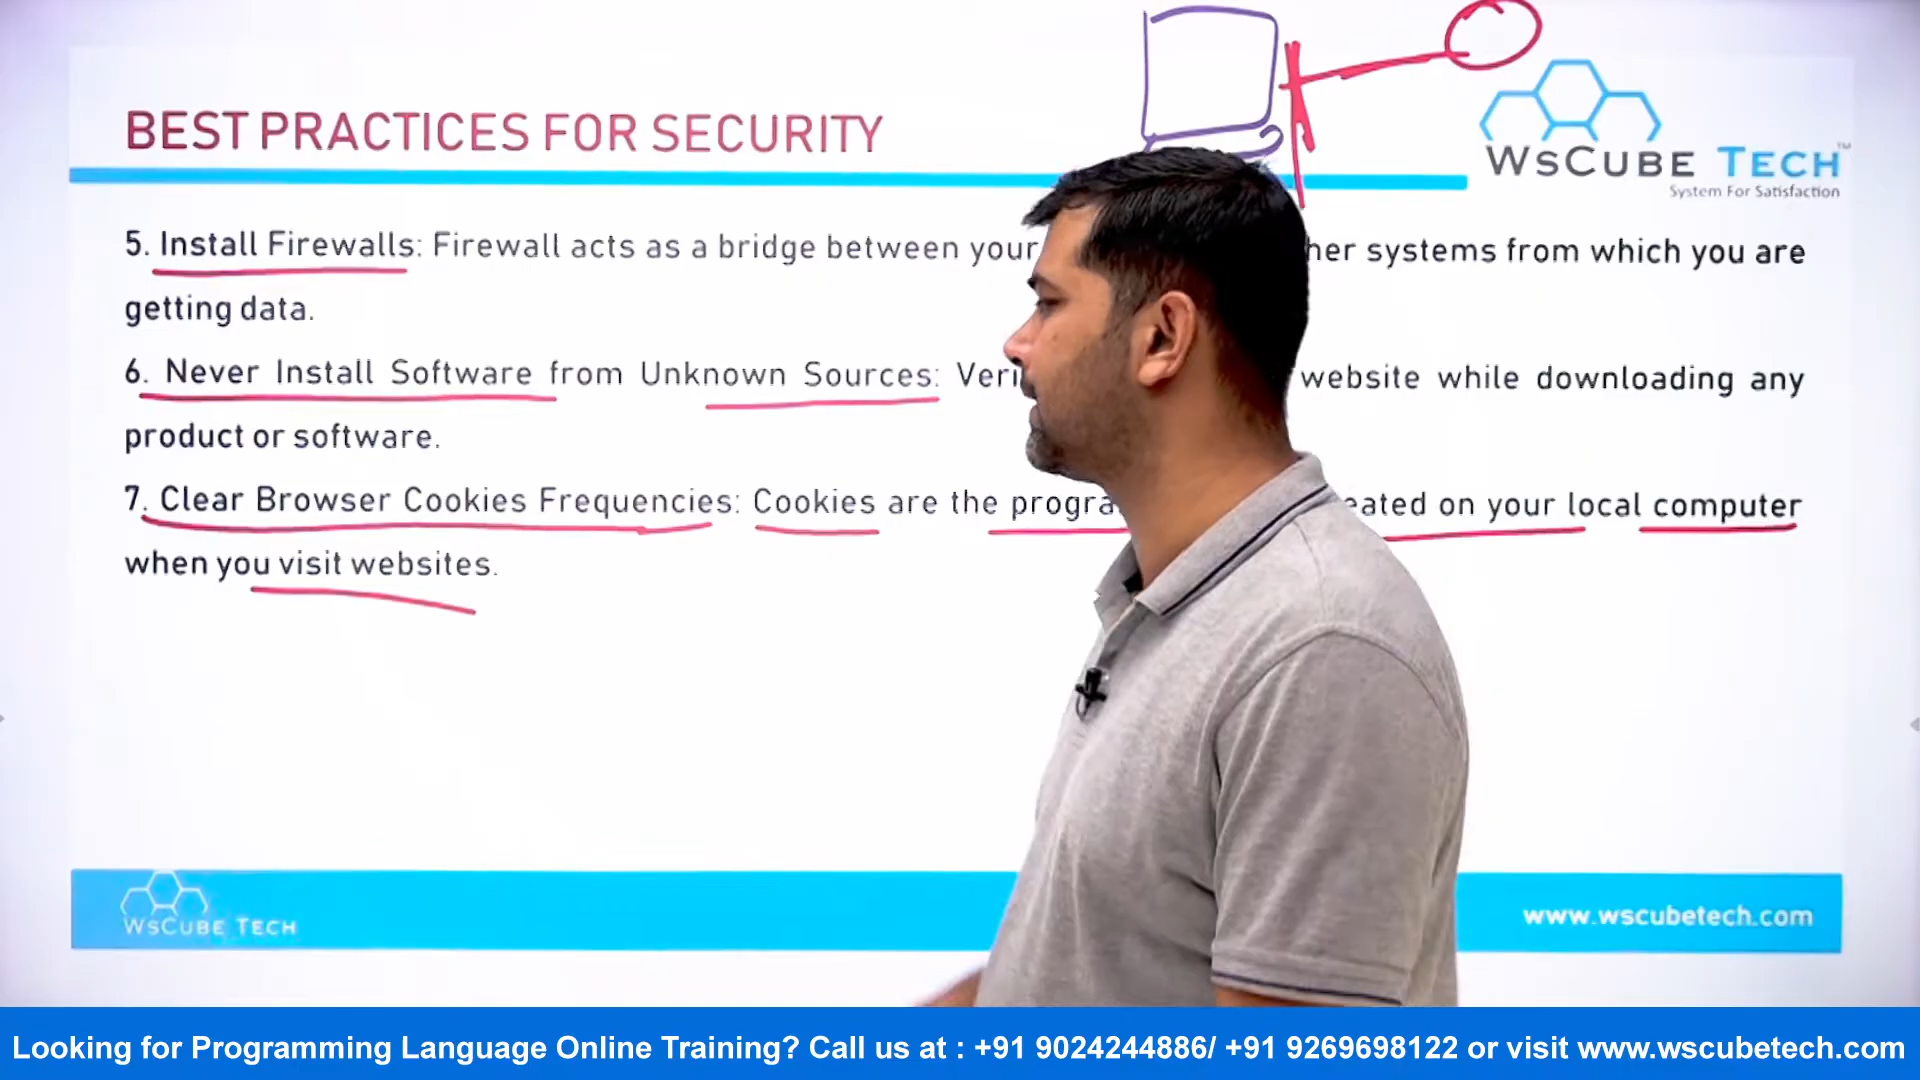 BEST PRACTICES FOR SECURITY
WSCUBE TECH™
System For Satisfaction
5. Install Firewalls: Firewall acts as a bridge between your systems from which you are
getting data.
6. Never Install Software from Unknown Sources: website while downloading any
product or software.
7. Clear Browser Cookies Frequencies: Cookies are the on your local computer
when you visit websites.
WSCUBE TECH
www.wscubetech.com
Looking for Programming Language Online Training? Call us at : +91 9024244886/ +91 9269698122 or visit www.wscubetech.com